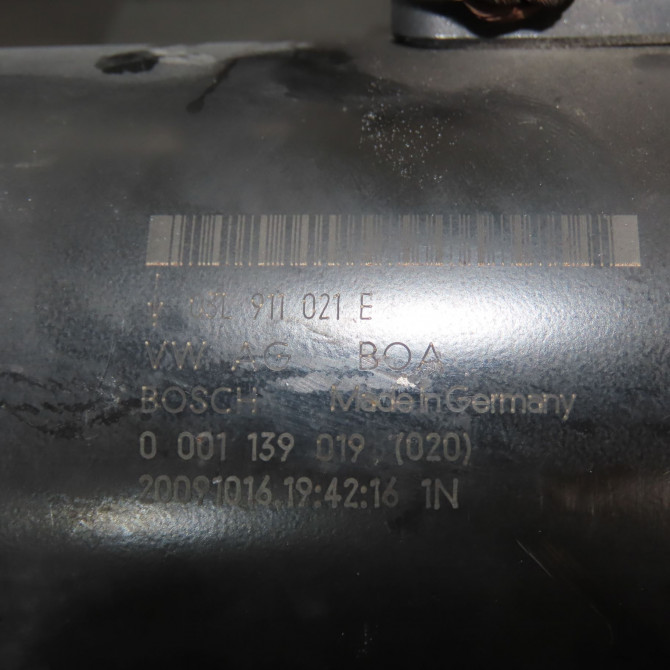 911 021 E
VW AG BOA
BOSCH Made in Germany
0 001 139 019 (020)
20091016 19:42:16 1N